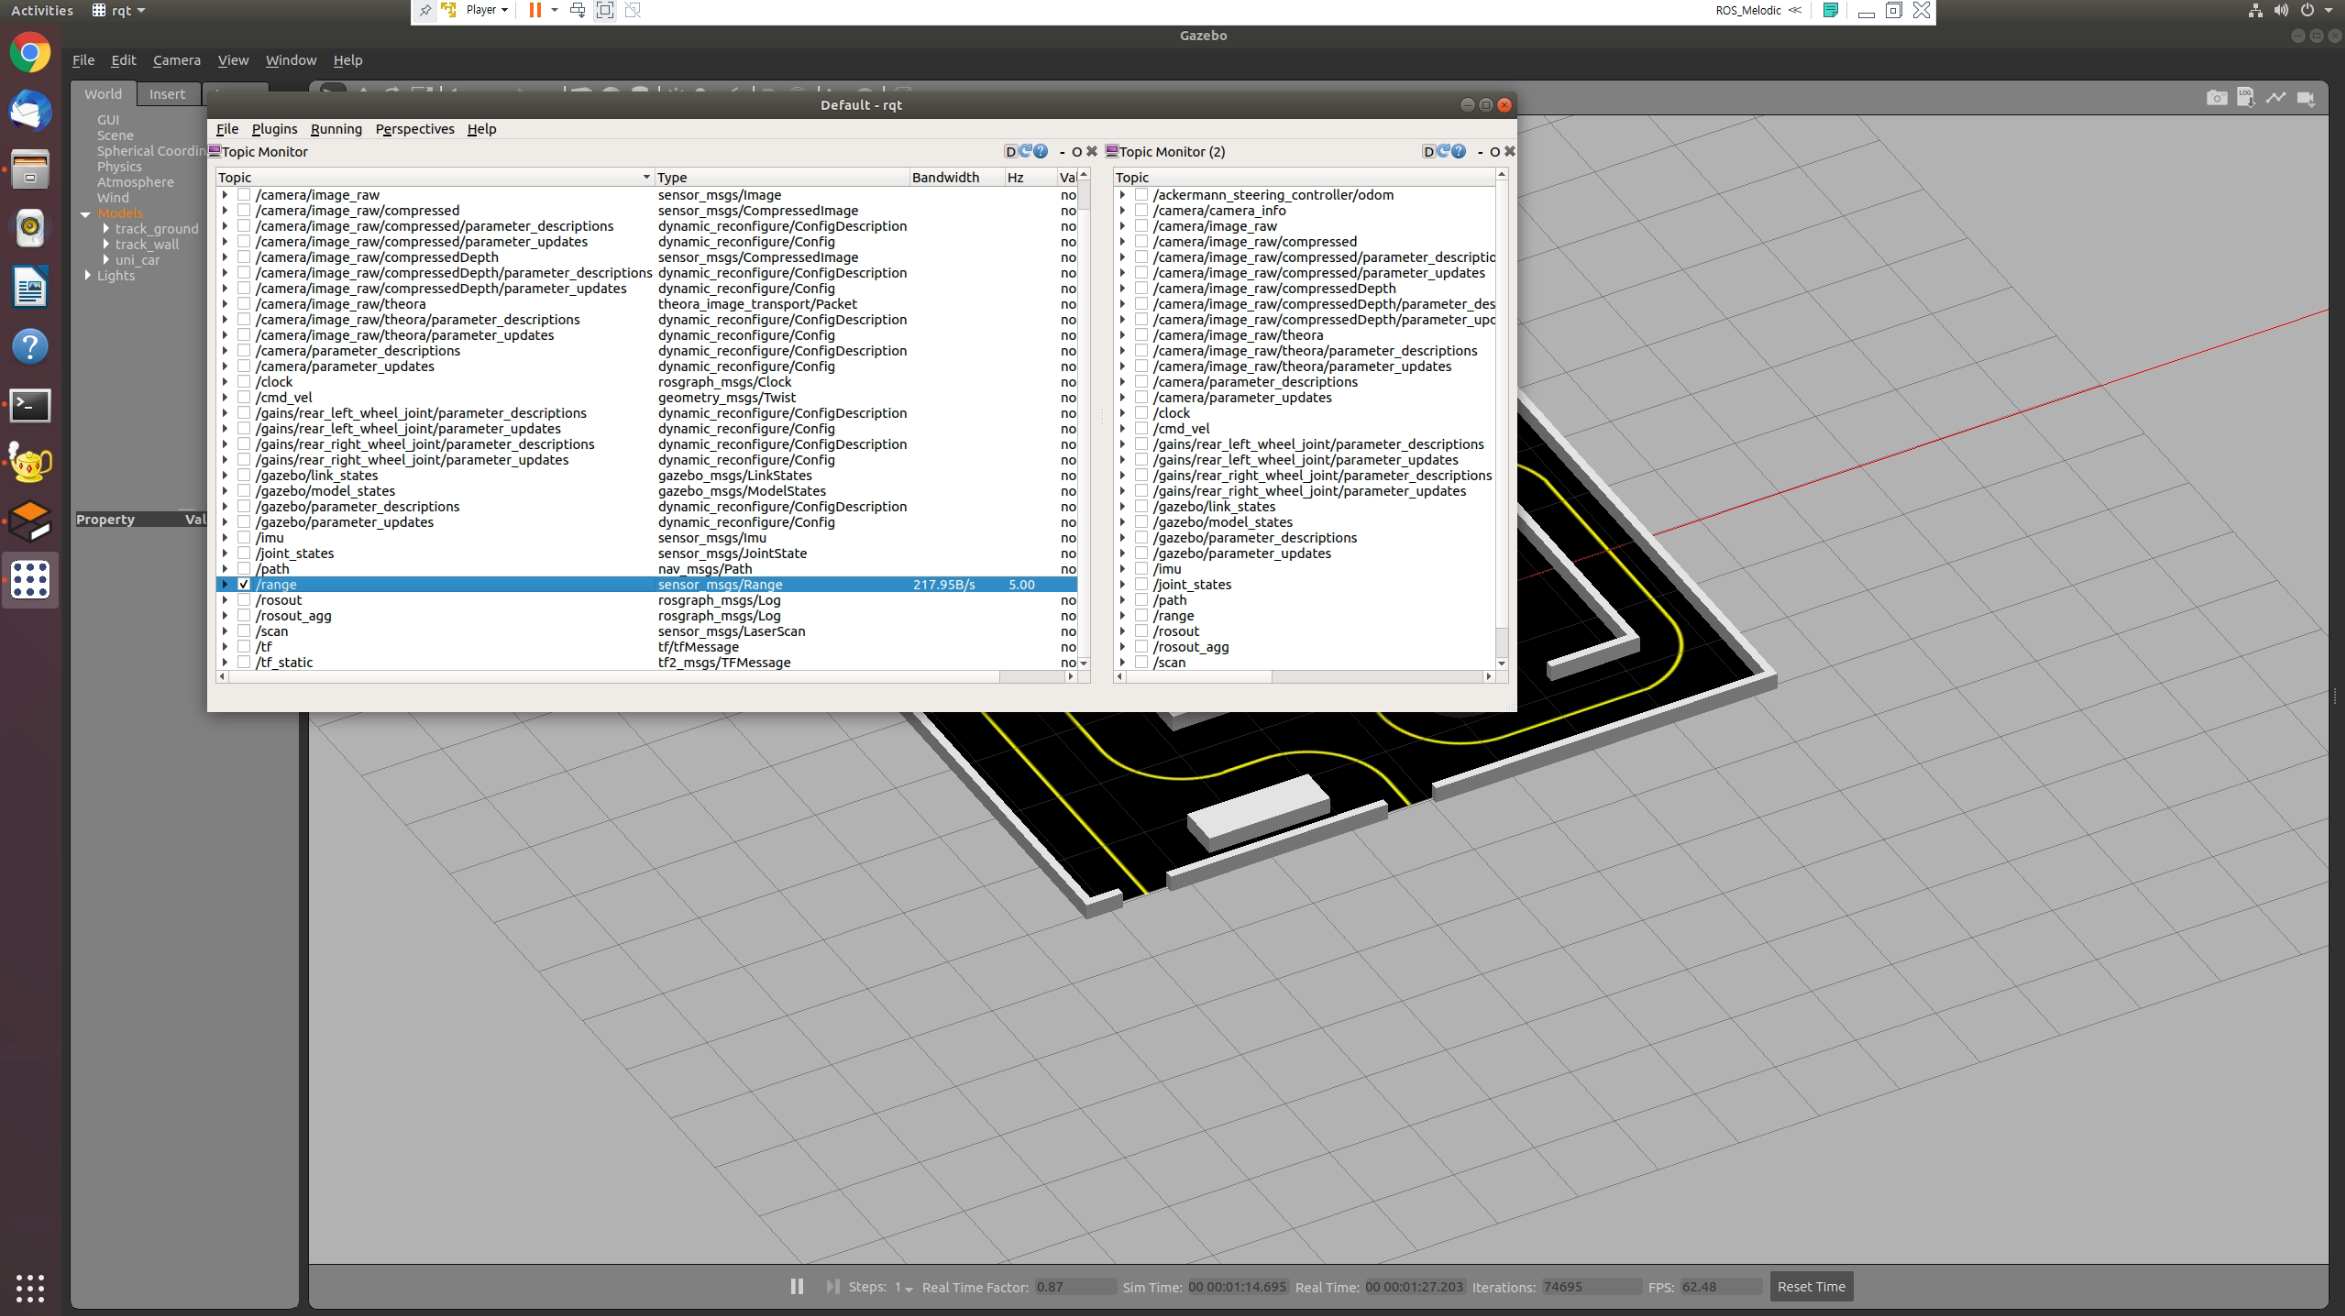 Activities rqt Player ROS_Melodic <<
Gazebo
File Edit Camera View Window Help
World Insert
GUI
Scene
Spherical Coordin
Physics
Atmosphere
Wind
Models
track_ground
track_wall
uni_car
Lights
Property Val
Default - rqt
File Plugins Running Perspectives Help
Topic Monitor D - O
Topic Type Bandwidth Hz Val
/camera/image_raw sensor_msgs/Image no
/camera/image_raw/compressed sensor_msgs/CompressedImage no
/camera/image_raw/compressed/parameter_descriptions dynamic_reconfigure/ConfigDescription no
/camera/image_raw/compressed/parameter_updates dynamic_reconfigure/Config no
/camera/image_raw/compressedDepth sensor_msgs/CompressedImage no
/camera/image_raw/compressedDepth/parameter_descriptions dynamic_reconfigure/ConfigDescription no
/camera/image_raw/compressedDepth/parameter_updates dynamic_reconfigure/Config no
/camera/image_raw/theora theora_image_transport/Packet no
/camera/image_raw/theora/parameter_descriptions dynamic_reconfigure/ConfigDescription no
/camera/image_raw/theora/parameter_updates dynamic_reconfigure/Config no
/camera/parameter_descriptions dynamic_reconfigure/ConfigDescription no
/camera/parameter_updates dynamic_reconfigure/Config no
/clock rosgraph_msgs/Clock no
/cmd_vel geometry_msgs/Twist no
/gains/rear_left_wheel_joint/parameter_descriptions dynamic_reconfigure/ConfigDescription no
/gains/rear_left_wheel_joint/parameter_updates dynamic_reconfigure/Config no
/gains/rear_right_wheel_joint/parameter_descriptions dynamic_reconfigure/ConfigDescription no
/gains/rear_right_wheel_joint/parameter_updates dynamic_reconfigure/Config no
/gazebo/link_states gazebo_msgs/LinkStates no
/gazebo/model_states gazebo_msgs/ModelStates no
/gazebo/parameter_descriptions dynamic_reconfigure/ConfigDescription no
/gazebo/parameter_updates dynamic_reconfigure/Config no
/imu sensor_msgs/Imu no
/joint_states sensor_msgs/JointState no
/path nav_msgs/Path no
/range sensor_msgs/Range 217.95B/s 5.00
/rosout rosgraph_msgs/Log no
/rosout_agg rosgraph_msgs/Log no
/scan sensor_msgs/LaserScan no
/tf tf/tfMessage no
/tf_static tf2_msgs/TFMessage no
Topic Monitor (2) D - O
Topic
/ackermann_steering_controller/odom
/camera/camera_info
/camera/image_raw
/camera/image_raw/compressed
/camera/image_raw/compressed/parameter_descriptio
/camera/image_raw/compressed/parameter_updates
/camera/image_raw/compressedDepth
/camera/image_raw/compressedDepth/parameter_des
/camera/image_raw/compressedDepth/parameter_upd
/camera/image_raw/theora
/camera/image_raw/theora/parameter_descriptions
/camera/image_raw/theora/parameter_updates
/camera/parameter_descriptions
/camera/parameter_updates
/clock
/cmd_vel
/gains/rear_left_wheel_joint/parameter_descriptions
/gains/rear_left_wheel_joint/parameter_updates
/gains/rear_right_wheel_joint/parameter_descriptions
/gains/rear_right_wheel_joint/parameter_updates
/gazebo/link_states
/gazebo/model_states
/gazebo/parameter_descriptions
/gazebo/parameter_updates
/imu
/joint_states
/path
/range
/rosout
/rosout_agg
/scan
Steps: 1 Real Time Factor: 0.87 Sim Time: 00 00:01:14.695 Real Time: 00 00:01:27.203 Iterations: 74695 FPS: 62.48 Reset Time